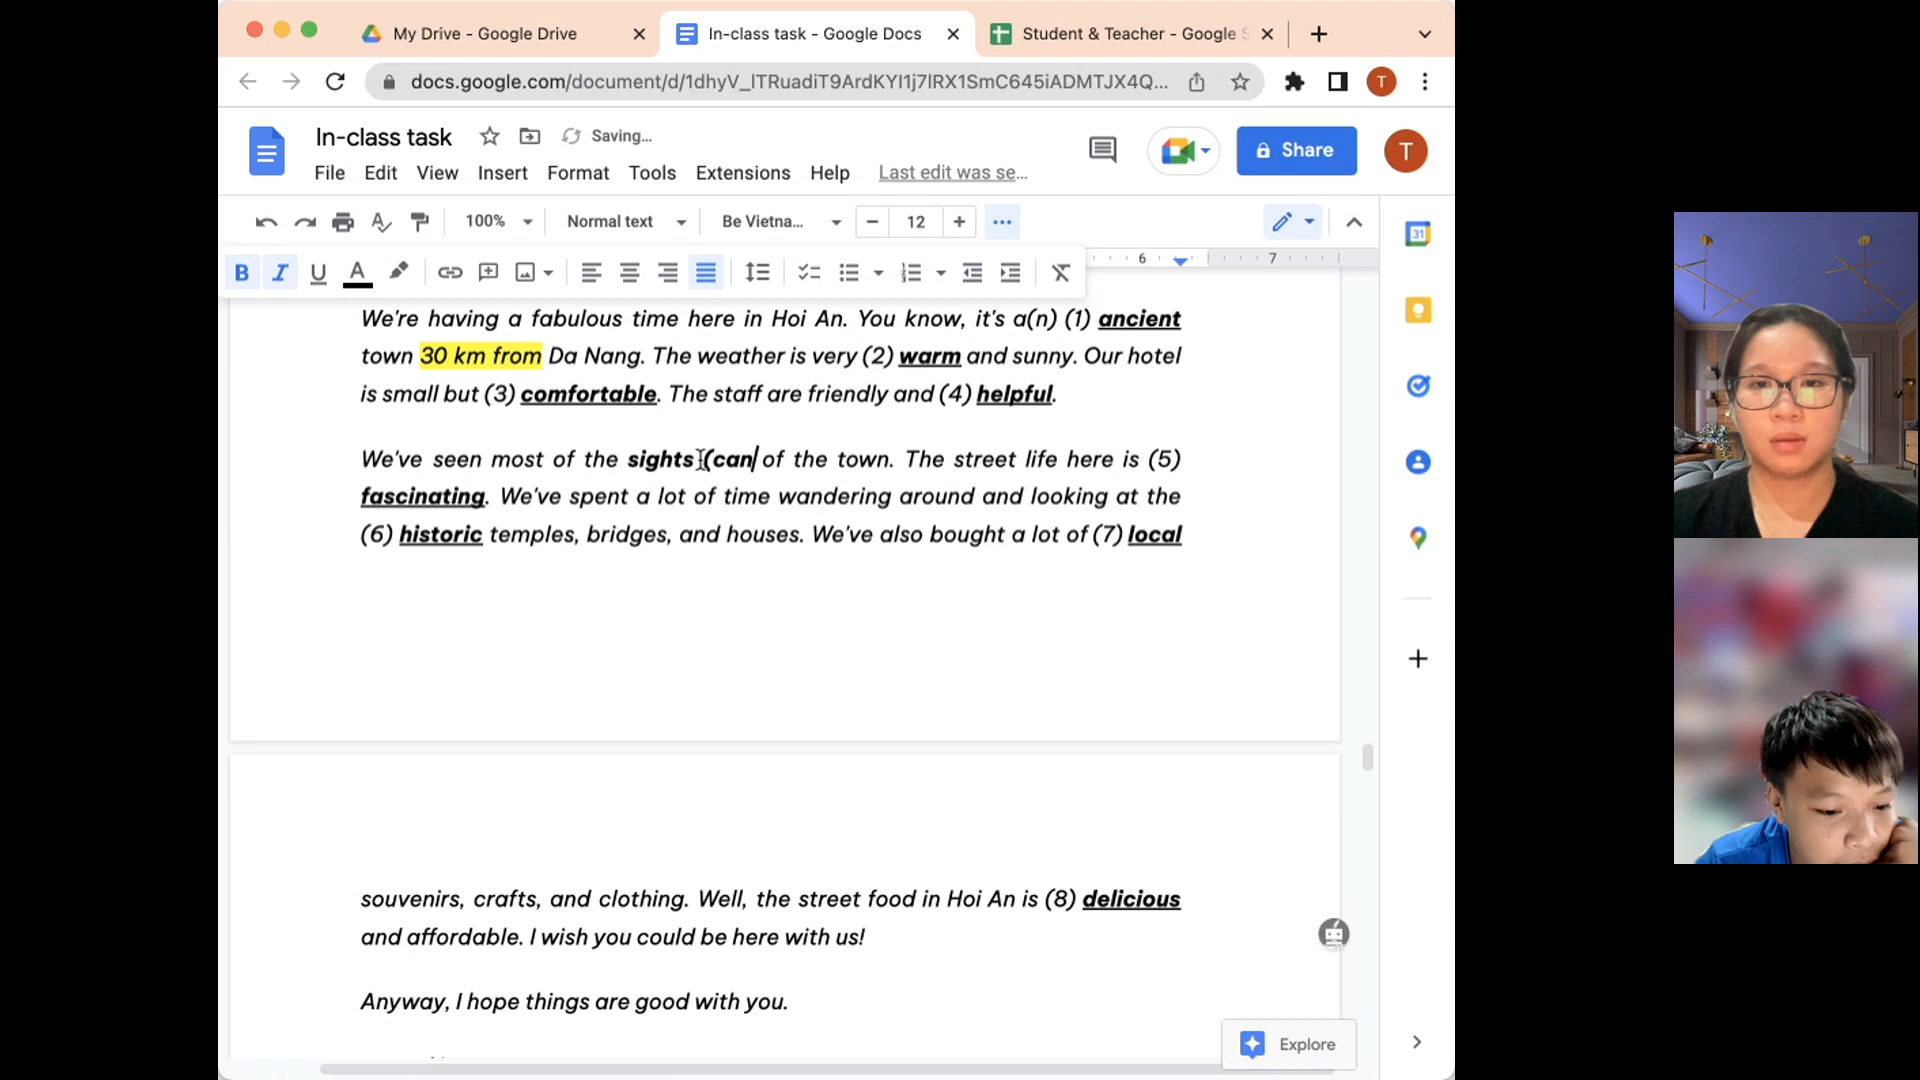 My Drive - Google Drive
In-class task - Google Docs
Student & Teacher - Google S
docs.google.com/document/d/1dhyV_lTRuadiT9ArdKYI1j7lRX1SmC645iADMTJX4Q...
In-class task
Saving...
File Edit View Insert Format Tools Extensions Help Last edit was se...
Share
T
100% Normal text Be Vietna... 12
B I U A
6 7
31
We're having a fabulous time here in Hoi An. You know, it's a(n) (1) ancient
town 30 km from Da Nang. The weather is very (2) warm and sunny. Our hotel
is small but (3) comfortable. The staff are friendly and (4) helpful.
We've seen most of the sights (can of the town. The street life here is (5)
fascinating. We've spent a lot of time wandering around and looking at the
(6) historic temples, bridges, and houses. We've also bought a lot of (7) local
souvenirs, crafts, and clothing. Well, the street food in Hoi An is (8) delicious
and affordable. I wish you could be here with us!
Anyway, I hope things are good with you.
Explore